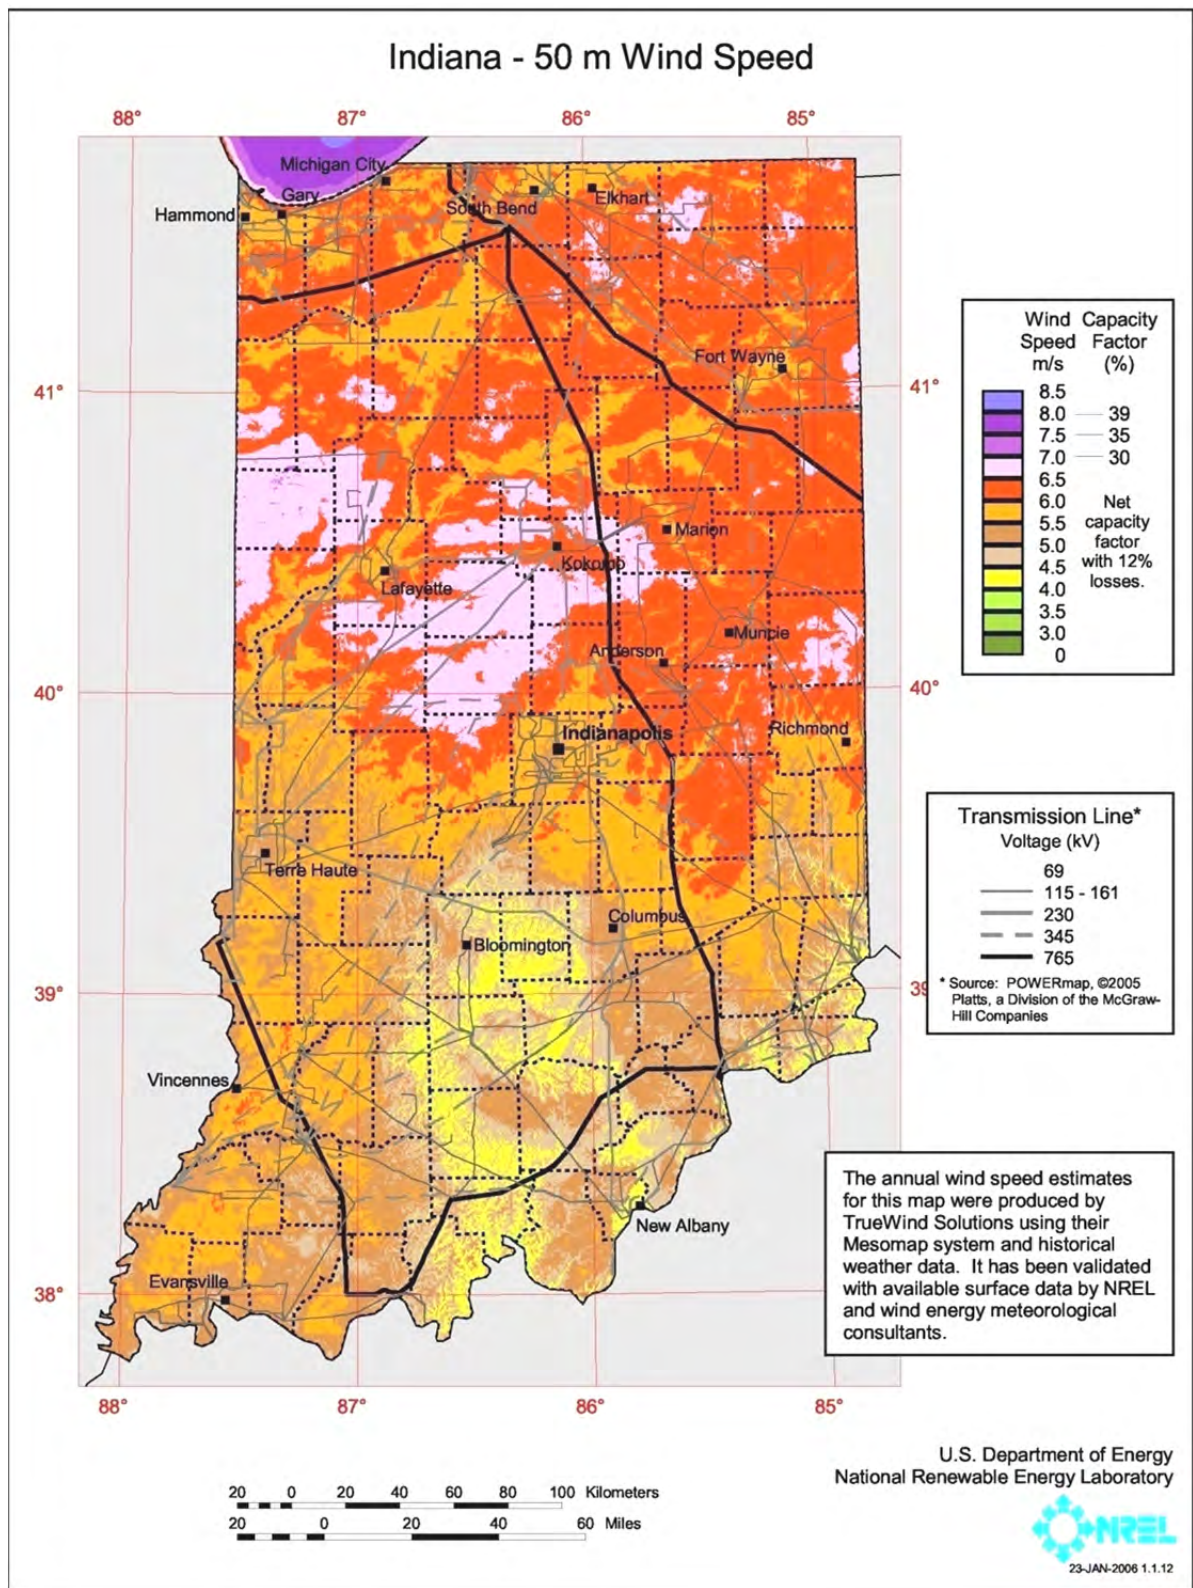 Indiana - 50 m Wind Speed
88° 87° 86° 85°
Michigan City
Gary
Hammond
South Bend
Elkhart
Fort Wayne
41° 41°
Marion
Kokomo
Lafayette
Muncie
Anderson
40° 40°
Richmond
Indianapolis
Terre Haute
Columbus
Bloomington
39° 39
Vincennes
New Albany
Evansville
38°
88° 87° 86° 85°
Wind Capacity
Speed Factor
m/s (%)
8.5
8.0 39
7.5 35
7.0 30
6.5
6.0
5.5
5.0
4.5
4.0
3.5
3.0
0
Net
capacity
factor
with 12%
losses.
Transmission Line*
Voltage (kV)
69
115 - 161
230
345
765
* Source: POWERmap, ©2005
Platts, a Division of the McGraw-
Hill Companies
The annual wind speed estimates
for this map were produced by
TrueWind Solutions using their
Mesomap system and historical
weather data. It has been validated
with available surface data by NREL
and wind energy meteorological
consultants.
U.S. Department of Energy
National Renewable Energy Laboratory
20 0 20 40 60 80 100 Kilometers
20 0 20 40 60 Miles
NREL
23-JAN-2006 1.1.12